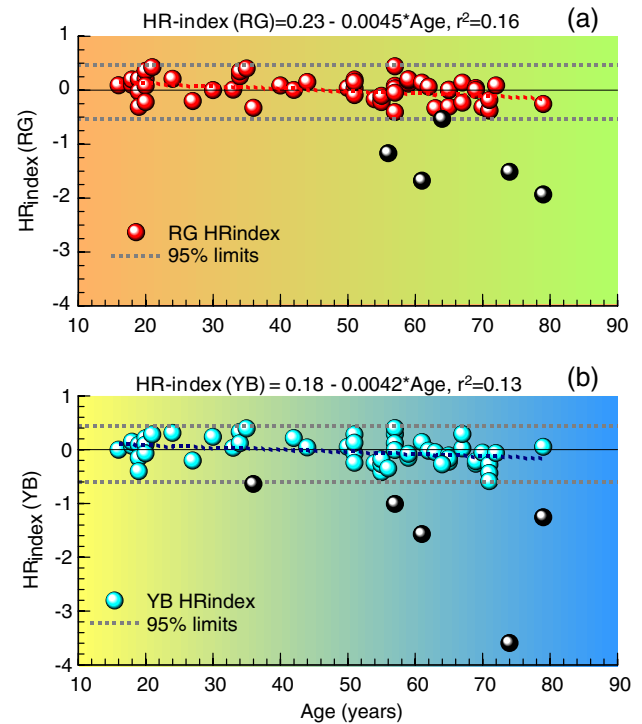 HR-index (RG)=0.23 - 0.0045*Age, r²=0.16 (a)
1
0
-1
-2
-3
-4
HRindex (RG)
RG HRindex
95% limits
10 20 30 40 50 60 70 80 90
HR-index (YB) = 0.18 - 0.0042*Age, r²=0.13 (b)
1
0
-1
-2
-3
-4
HRindex (YB)
YB HRindex
95% limits
10 20 30 40 50 60 70 80 90
Age (years)